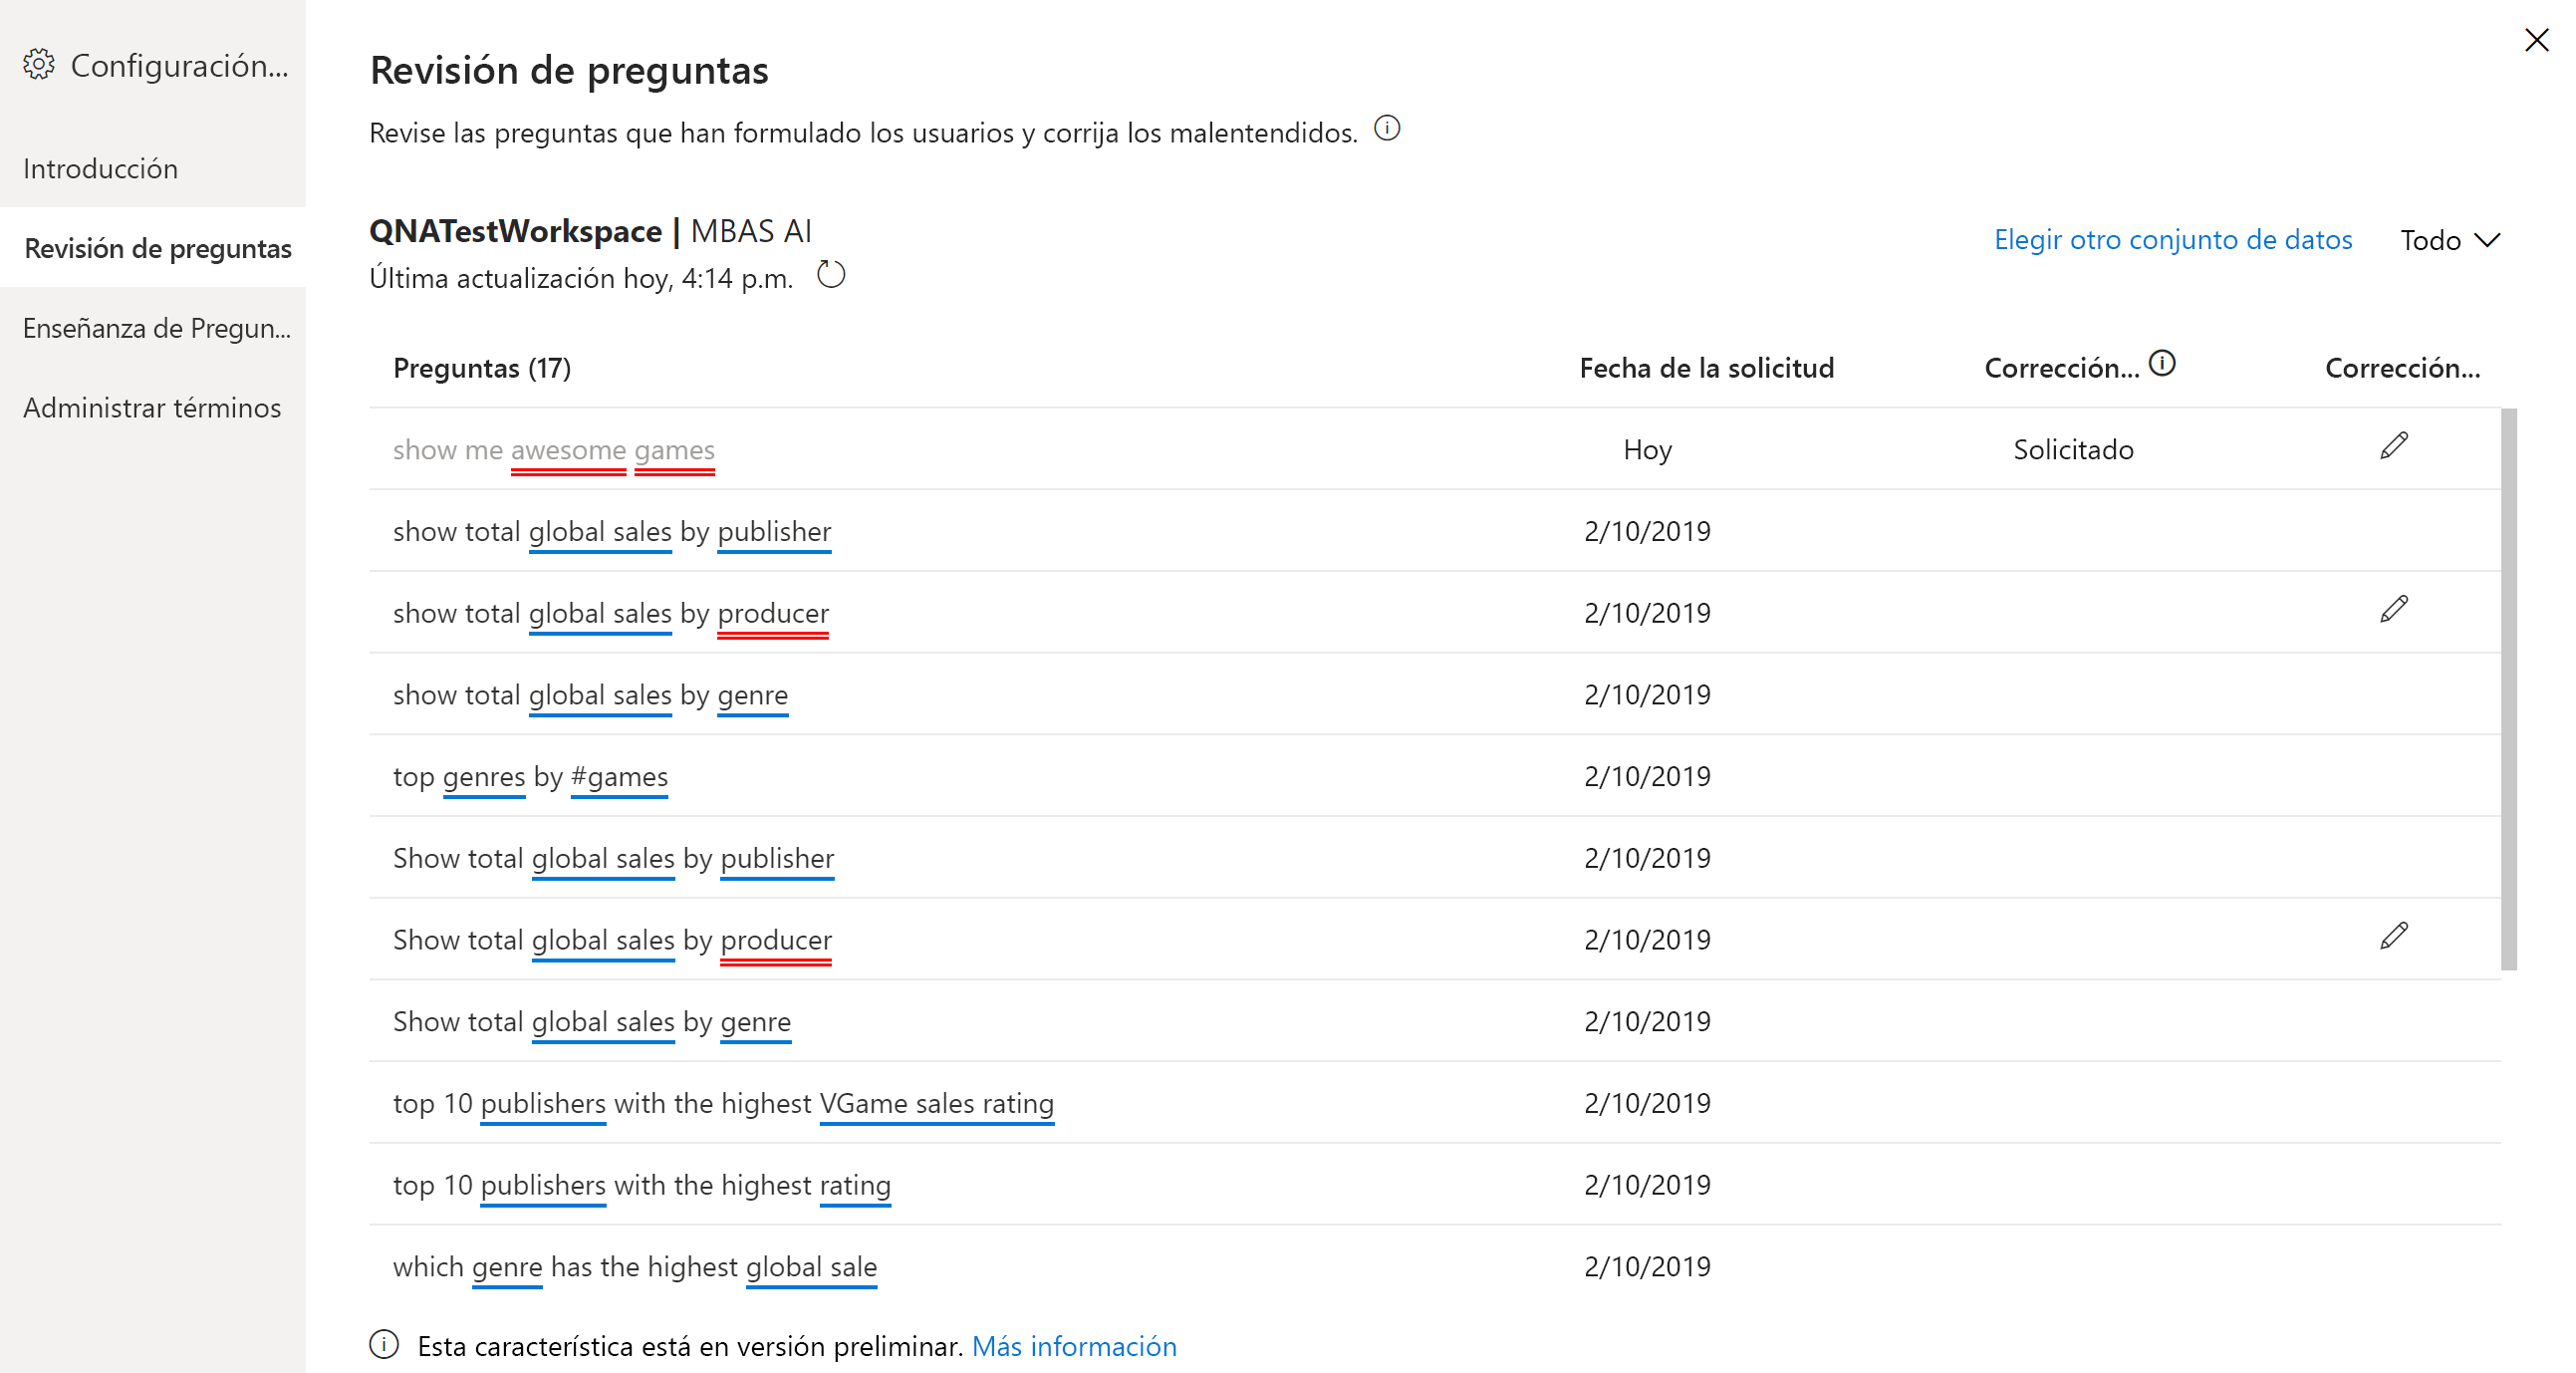 Configuración...
Introducción
Revisión de preguntas
Enseñanza de Pregun...
Administrar términos
Revisión de preguntas
Revise las preguntas que han formulado los usuarios y corrija los malentendidos.
QNATestWorkspace | MBAS AI
Última actualización hoy, 4:14 p.m.
Elegir otro conjunto de datos Todo
Preguntas (17) Fecha de la solicitud Corrección... Corrección...
show me awesome games Hoy Solicitado
show total global sales by publisher 2/10/2019
show total global sales by producer 2/10/2019
show total global sales by genre 2/10/2019
top genres by #games 2/10/2019
Show total global sales by publisher 2/10/2019
Show total global sales by producer 2/10/2019
Show total global sales by genre 2/10/2019
top 10 publishers with the highest VGame sales rating 2/10/2019
top 10 publishers with the highest rating 2/10/2019
which genre has the highest global sale 2/10/2019
Esta característica está en versión preliminar. Más información